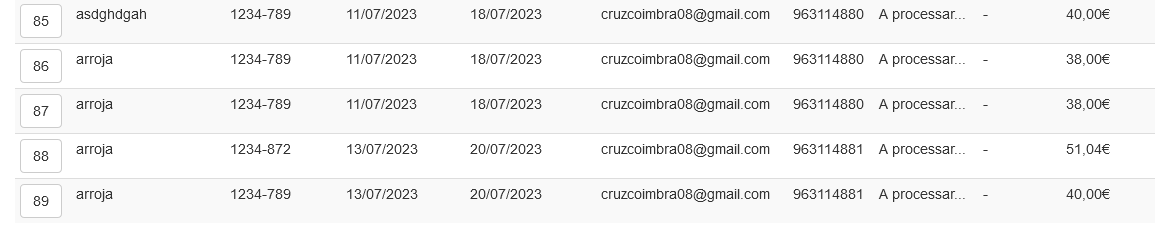 85 asdghdgah 1234-789 11/07/2023 18/07/2023 cruzcoimbra08@gmail.com 963114880 A processar... - 40,00€
86 arroja 1234-789 11/07/2023 18/07/2023 cruzcoimbra08@gmail.com 963114880 A processar... - 38,00€
87 arroja 1234-789 11/07/2023 18/07/2023 cruzcoimbra08@gmail.com 963114880 A processar... - 38,00€
88 arroja 1234-872 13/07/2023 20/07/2023 cruzcoimbra08@gmail.com 963114881 A processar... - 51,04€
89 arroja 1234-789 13/07/2023 20/07/2023 cruzcoimbra08@gmail.com 963114881 A processar... - 40,00€